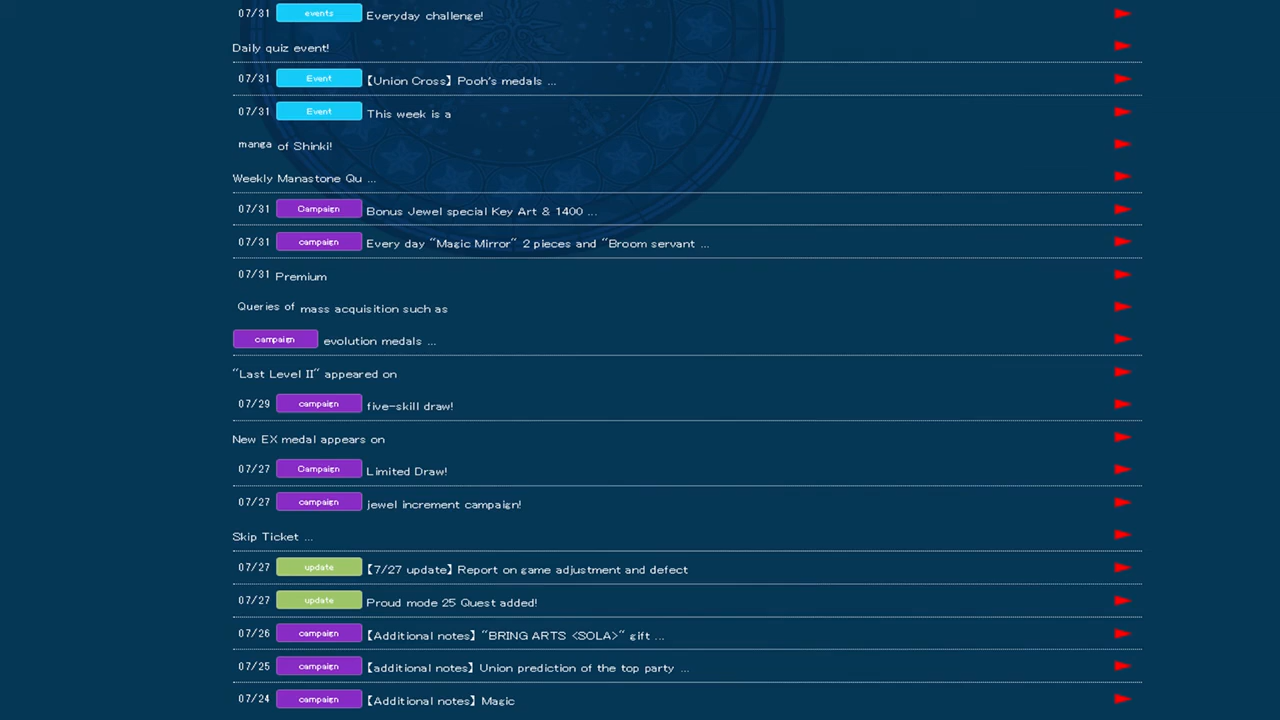 07/31 events Everyday challenge!
Daily quiz event!
07/31 Event 【Union Cross】 Pooh's medals ...
07/31 Event This week is a
manga of Shinki!
Weekly Manastone Qu ...
07/31 Campaign Bonus Jewel special Key Art & 1400 ...
07/31 campaign Every day "Magic Mirror" 2 pieces and "Broom servant ...
07/31 Premium
Queries of mass acquisition such as
campaign evolution medals ...
"Last Level II" appeared on
07/29 campaign five-skill draw!
New EX medal appears on
07/27 Campaign Limited Draw!
07/27 campaign jewel increment campaign!
Skip Ticket ...
07/27 update 【7/27 update】 Report on game adjustment and defect
07/27 update Proud mode 25 Quest added!
07/26 campaign 【Additional notes】 "BRING ARTS <SOLA>" gift ...
07/25 campaign 【additional notes】 Union prediction of the top party ...
07/24 campaign 【Additional notes】 Magic